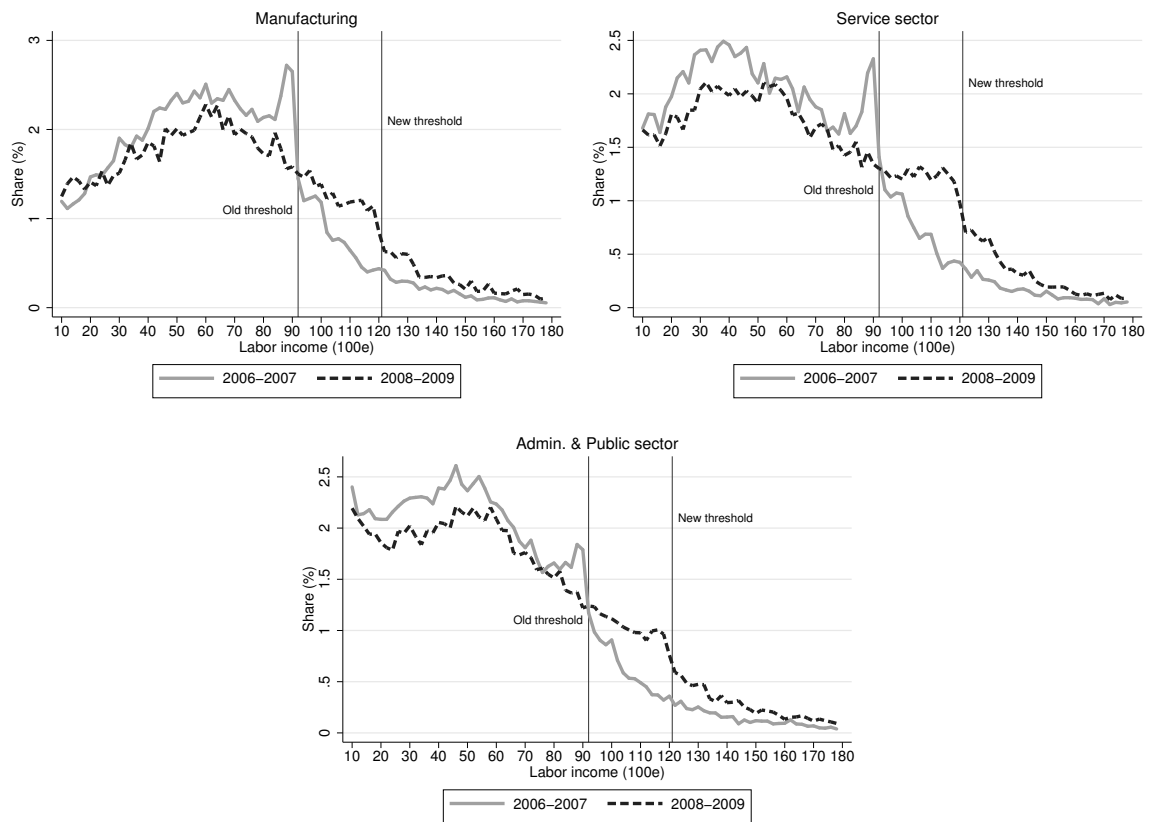 Manufacturing
3
2
1
0
Share (%)
New threshold
Old threshold
10 20 30 40 50 60 70 80 90 100 110 120 130 140 150 160 170 180
Labor income (100e)
2006–2007 2008–2009
Service sector
2.5
2
1.5
1
.5
0
Share (%)
New threshold
Old threshold
10 20 30 40 50 60 70 80 90 100 110 120 130 140 150 160 170 180
Labor income (100e)
2006–2007 2008–2009
Admin. & Public sector
2.5
2
1.5
1
.5
0
Share (%)
New threshold
Old threshold
10 20 30 40 50 60 70 80 90 100 110 120 130 140 150 160 170 180
Labor income (100e)
2006–2007 2008–2009